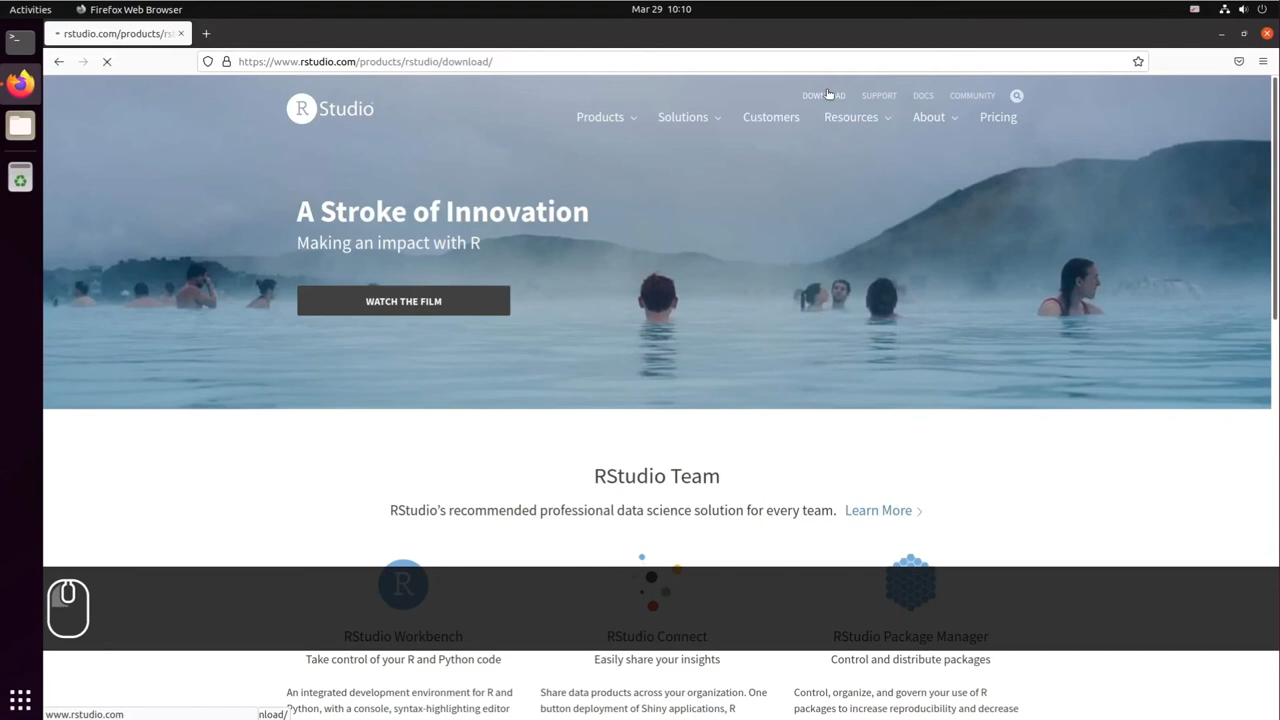 Activities
Firefox Web Browser
Mar 29 10:10
rstudio.com/products/rst
https://www.rstudio.com/products/rstudio/download/
DOWNLOAD SUPPORT DOCS COMMUNITY
R Studio
Products Solutions Customers Resources About Pricing
A Stroke of Innovation
Making an impact with R
WATCH THE FILM
RStudio Team
RStudio's recommended professional data science solution for every team. Learn More >
R
RStudio Workbench
RStudio Connect
RStudio Package Manager
Take control of your R and Python code
Easily share your insights
Control and distribute packages
An integrated development environment for R and
Python, with a console, syntax-highlighting editor
Share data products across your organization. One
button deployment of Shiny applications, R
Control, organize, and govern your use of R
packages to increase reproducibility and decrease
www.rstudio.com
nload/